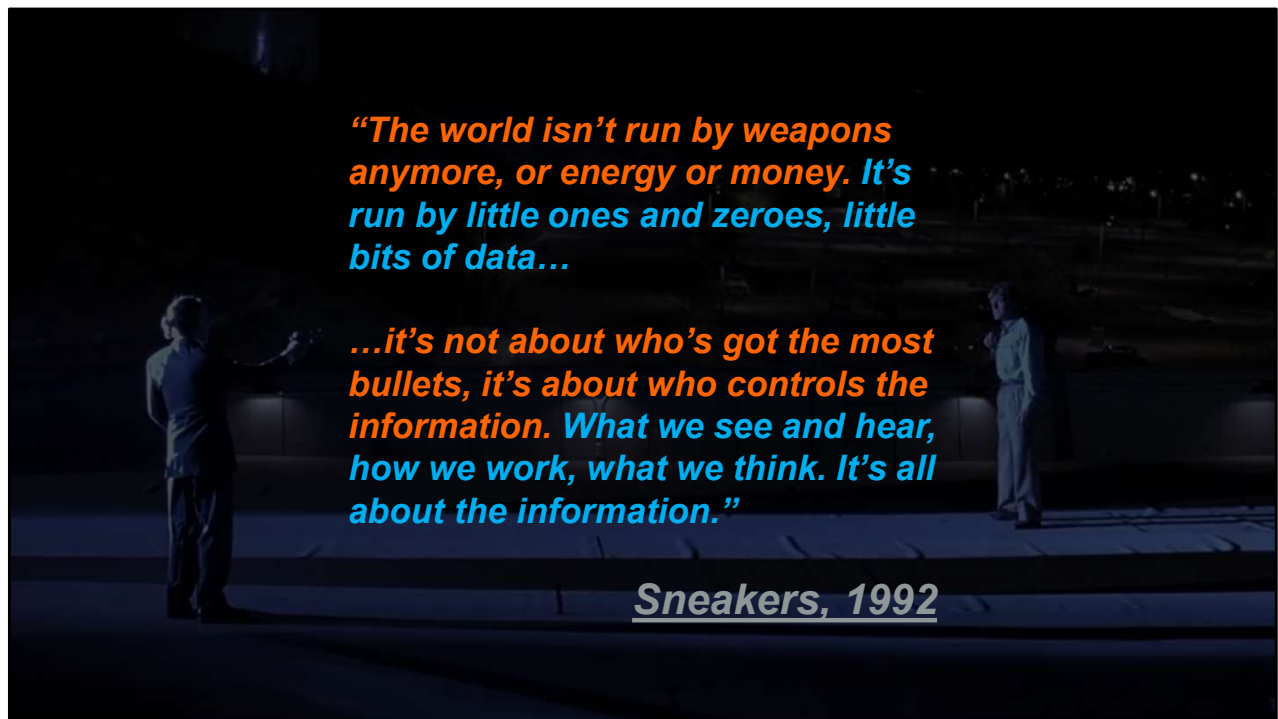 “The world isn’t run by weapons
anymore, or energy or money. It’s
run by little ones and zeroes, little
bits of data…
…it’s not about who’s got the most
bullets, it’s about who controls the
information. What we see and hear,
how we work, what we think. It’s all
about the information.”
Sneakers, 1992